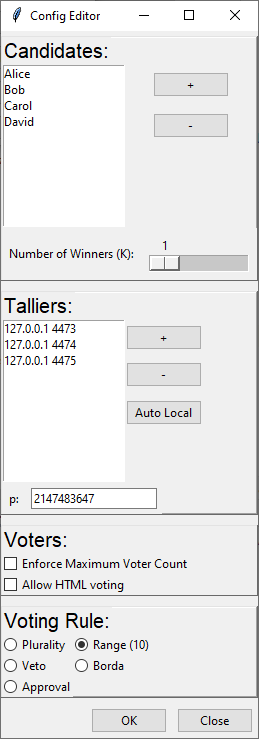 Config Editor
Candidates:
Alice
Bob
Carol
David
+
-
Number of Winners (K):
1
Talliers:
127.0.0.1 4473
127.0.0.1 4474
127.0.0.1 4475
+
-
Auto Local
p: 2147483647
Voters:
Enforce Maximum Voter Count
Allow HTML voting
Voting Rule:
Plurality Range (10)
Veto Borda
Approval
OK Close